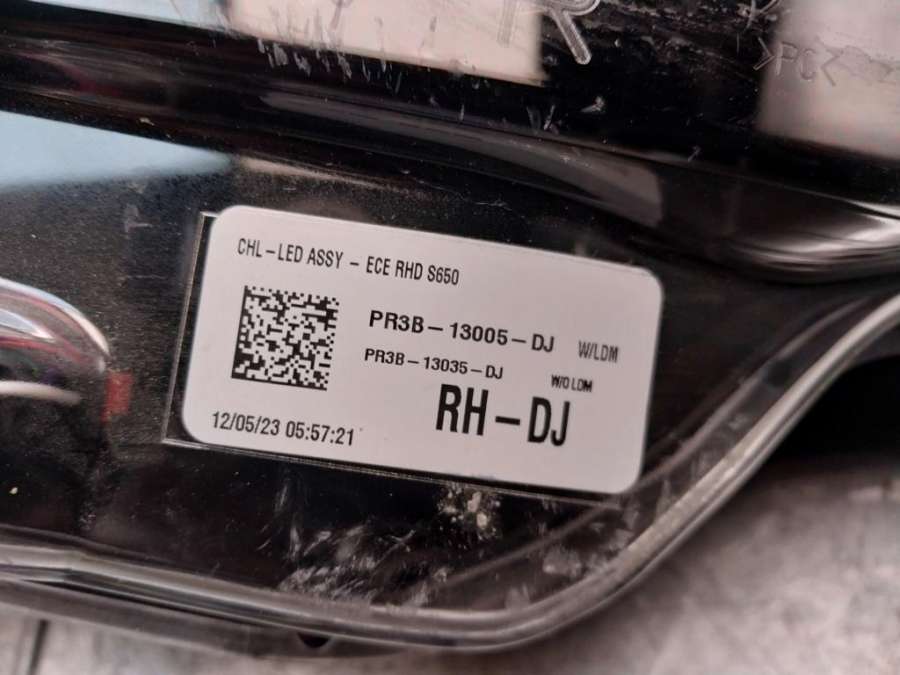 R
>PC<
CHL-LED ASSY - ECE RHD S650
PR3B-13005-DJ W/LDM
PR3B-13035-DJ W/O LDM
RH-DJ
12/05/23 05:57:21